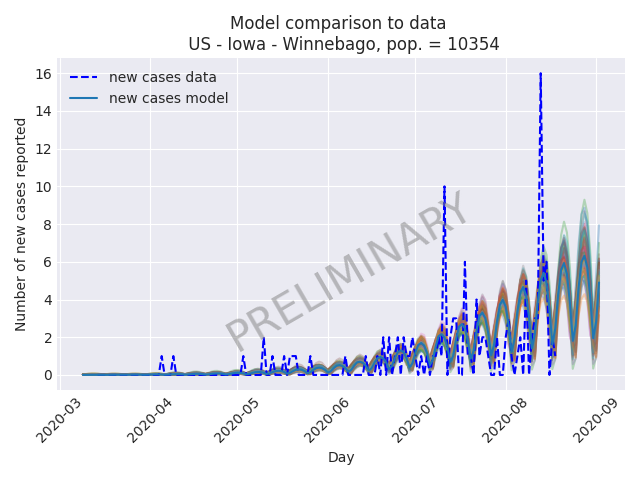 Model comparison to data
US - Iowa - Winnebago, pop. = 10354
new cases data
new cases model
Number of new cases reported
16
14
12
10
8
6
4
2
0
PRELIMINARY
2020-03
2020-04
2020-05
2020-06
2020-07
2020-08
2020-09
Day